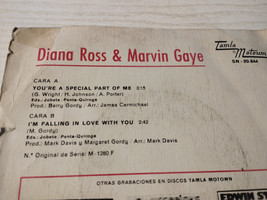 Diana Ross & Marvin Gaye
Tamla
Motown
SN - 20.844
CARA A
YOU'RE A SPECIAL PART OF ME 3:15
(G. Wright / H. Johnson / A. Porter)
Eds.: Jobete - Penta-Quiroga
Prod.: Berry Gordy / Arr: James Carmichael
CARA B
I'M FALLING IN LOVE WITH YOU 2:42
(M. Gordy)
Eds.: Jobete - Penta-Quiroga
Prod.: Mark Davis y Margaret Gordy / Arr.: Mark Davis
N.º Original de Serie: M - 1280 F
OTRAS GRABACIONES EN DISCOS TAMLA MOTOWN
EDWIN